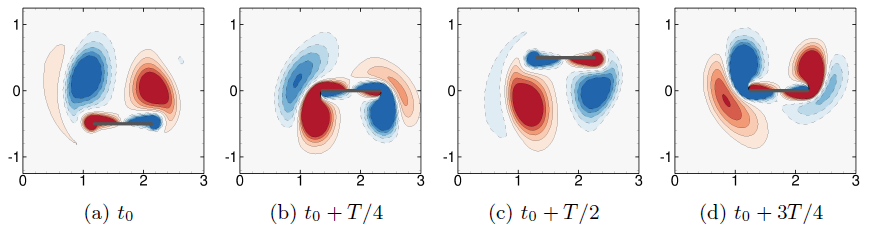 1 1 1 1
0 0 0 0
-1 -1 -1 -1
0 1 2 3 0 1 2 3 0 1 2 3 0 1 2 3
(a) t₀ (b) t₀ + T/4 (c) t₀ + T/2 (d) t₀ + 3T/4